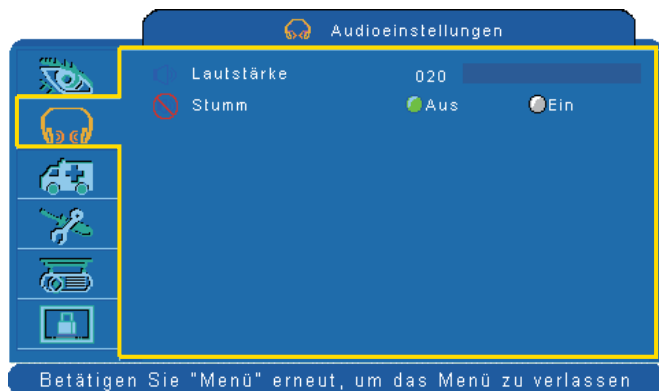 Audioeinstellungen
Lautstärke 020
Stumm Aus Ein
Betätigen Sie "Menü" erneut, um das Menü zu verlassen